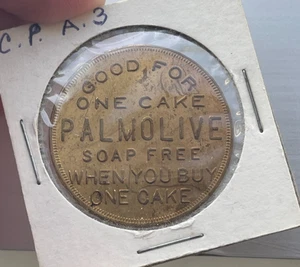 C. P. A. 3
GOOD FOR
ONE CAKE
PALMOLIVE
SOAP FREE
WHEN YOU BUY
ONE CAKE